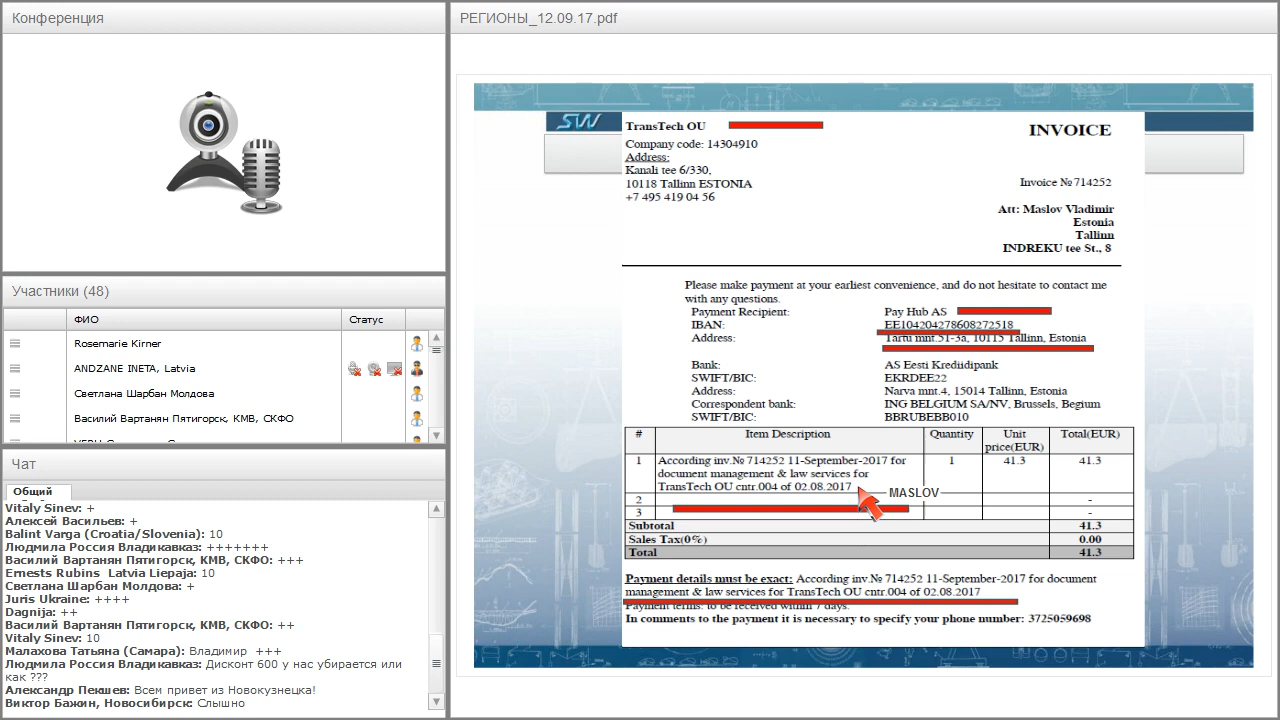 Конференция
Участники (48)
ФИО
Статус
Rosemarie Kirner
ANDZANE INETA, Latvia
Светлана Шарбан Молдова
Василий Вартанян Пятигорск, КМВ, СКФО
Чат
Общий
Vitaly Sinev: +
Алексей Васильев: +
Balint Varga (Croatia/Slovenia): 10
Людмила Россия Владикавказ: +++++++
Василий Вартанян Пятигорск, КМВ, СКФО: +++
Ernests Rubins Latvia Liepaja: 10
Светлана Шарбан Молдова: +
Juris Ukraine: ++++
Dagnija: ++
Василий Вартанян Пятигорск, КМВ, СКФО: ++
Vitaly Sinev: 10
Малахова Татьяна (Самара): Владимир +++
Людмила Россия Владикавказ: Дисконт 600 у нас убирается или
как ???
Александр Пекшев: Всем привет из Новокузнецка!
Виктор Бажин, Новосибирск: Слышно
РЕГИОНЫ_12.09.17.pdf
SW
TransTech OU
INVOICE
Company code: 14304910
Address:
Kanali tee 6/330,
10118 Tallinn ESTONIA
+7 495 419 04 56
Invoice № 714252
Att: Maslov Vladimir
Estonia
Tallinn
INDREKU tee St., 8
Please make payment at your earliest convenience, and do not hesitate to contact me
with any questions.
Payment Recipient: Pay Hub AS
IBAN: EE104204278608272518
Address: Tartu mnt.51-3a, 10115 Tallinn, Estonia
Bank: AS Eesti Krediidipank
SWIFT/BIC: EKRDEE22
Address: Narva mnt.4, 15014 Tallinn, Estonia
Correspondent bank: ING BELGIUM SA/NV, Brussels, Begium
SWIFT/BIC: BBRUBEBB010
# Item Description Quantity Unit price(EUR) Total(EUR)
1 According inv.№ 714252 11-September-2017 for 1 41.3 41.3
document management & law services for
TransTech OU cntr.004 of 02.08.2017
MASLOV
2 -
3 -
Subtotal 41.3
Sales Tax(0%) 0.00
Total 41.3
Payment details must be exact: According inv.№ 714252 11-September-2017 for document
management & law services for TransTech OU cntr.004 of 02.08.2017
Payment terms: to be received within 7 days.
In comments to the payment it is necessary to specify your phone number: 3725059698